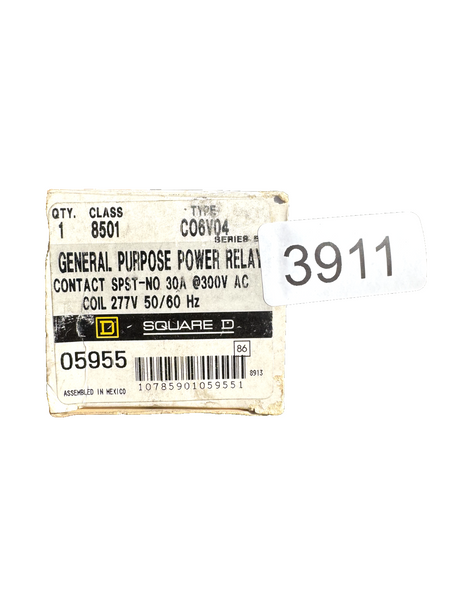 QTY. CLASS TYPE
1 8501 CO6V04
SERIES
GENERAL PURPOSE POWER RELAY
CONTACT SPST-NO 30A @300V AC
COIL 277V 50/60 Hz
D SQUARE D
05955
86
8913
ASSEMBLED IN MEXICO
10785901059551
3911